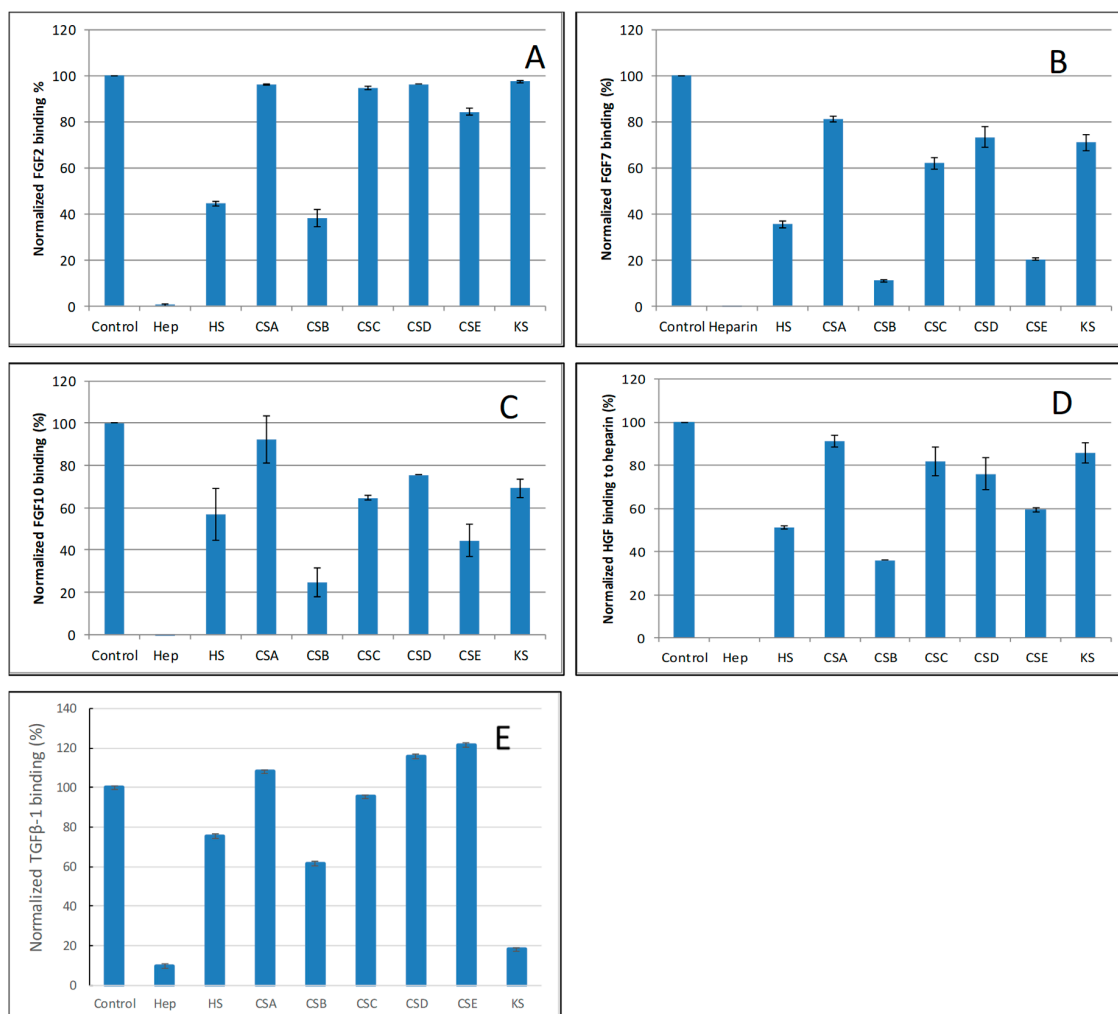 A
Normalized FGF2 binding %
120
100
80
60
40
20
0
Control Hep HS CSA CSB CSC CSD CSE KS
B
Normalized FGF7 binding (%)
120
100
80
60
40
20
0
Control Heparin HS CSA CSB CSC CSD CSE KS
C
Normalized FGF10 binding (%)
120
100
80
60
40
20
0
Control Hep HS CSA CSB CSC CSD CSE KS
D
Normalized HGF binding to heparin (%)
120
100
80
60
40
20
0
Control Hep HS CSA CSB CSC CSD CSE KS
E
Normalized TGFβ-1 binding (%)
140
120
100
80
60
40
20
0
Control Hep HS CSA CSB CSC CSD CSE KS